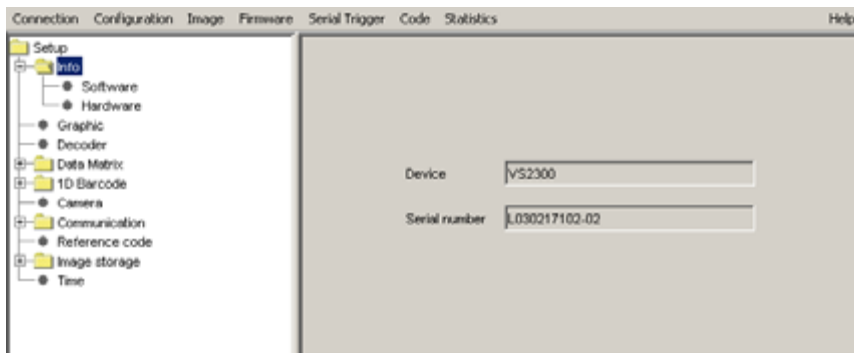 Connection Configuration Image Firmware Serial Trigger Code Statistics Help
Setup
Info
Software
Hardware
Graphic
Decoder
Data Matrix
1D Barcode
Camera
Communication
Reference code
Image storage
Time
Device VS2300
Serial number L030217102-02